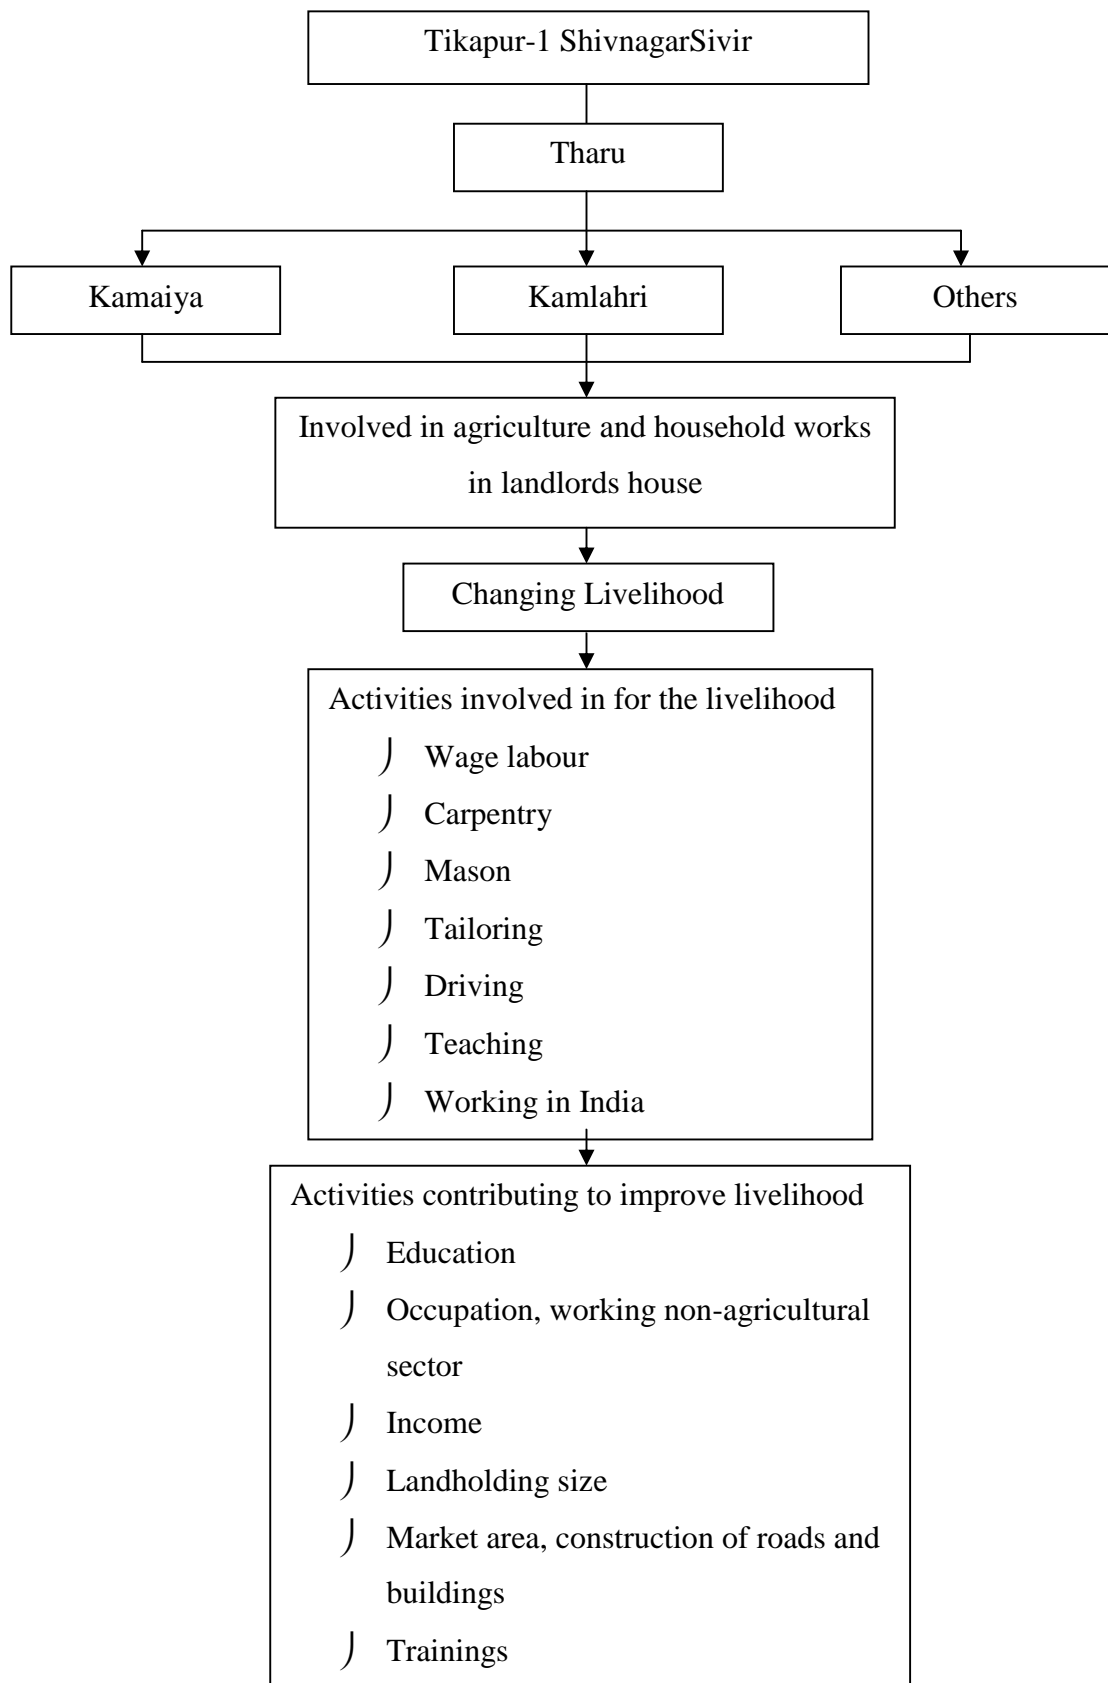 Tikapur-1 ShivnagarSivir
Tharu
Kamaiya
Kamlahri
Others
Involved in agriculture and household works
in landlords house
Changing Livelihood
Activities involved in for the livelihood
⌡ Wage labour
⌡ Carpentry
⌡ Mason
⌡ Tailoring
⌡ Driving
⌡ Teaching
⌡ Working in India
Activities contributing to improve livelihood
⌡ Education
⌡ Occupation, working non-agricultural
sector
⌡ Income
⌡ Landholding size
⌡ Market area, construction of roads and
buildings
⌡ Trainings